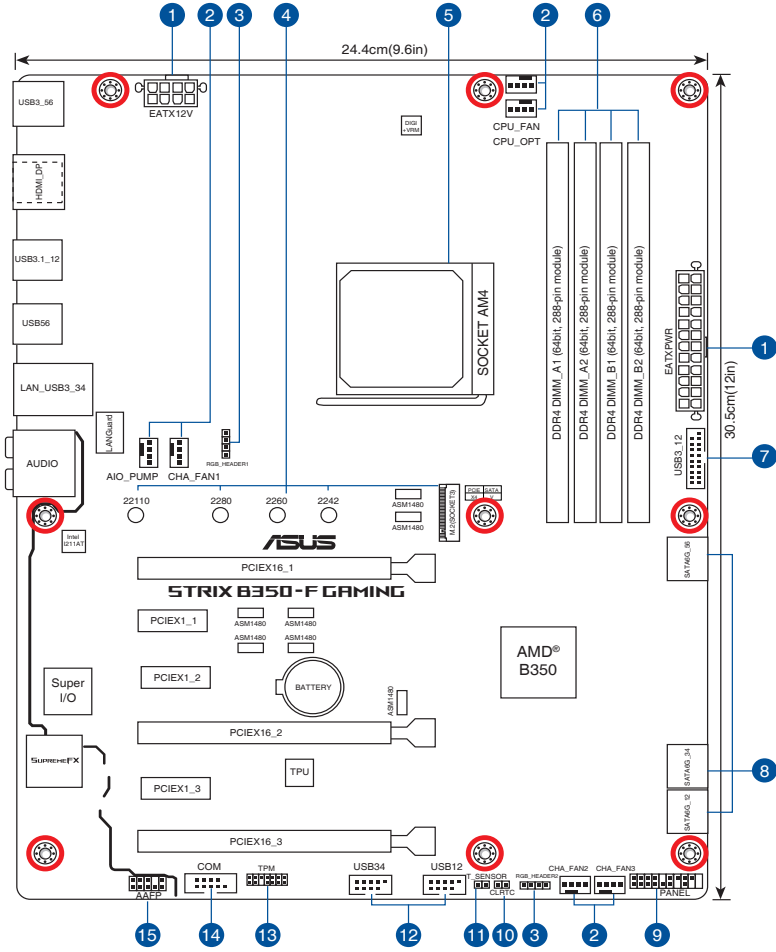 1 2 3 4 5 2 6
24.4cm(9.6in)
USB3_56
EATX12V
DIGI
+VRM
CPU_FAN
CPU_OPT
HDMI_DP
USB3.1_12
USB56
LAN_USB3_34
LANGuard
AUDIO
SOCKET AM4
DDR4 DIMM_A1 (64bit, 288-pin module)
DDR4 DIMM_A2 (64bit, 288-pin module)
DDR4 DIMM_B1 (64bit, 288-pin module)
DDR4 DIMM_B2 (64bit, 288-pin module)
EATXPWR
1
30.5cm(12in)
USB3_12
7
AIO_PUMP
CHA_FAN1
RGB_HEADER1
22110
2280
2260
2242
ASM1480
ASM1480
M.2(SOCKET3)
PCIE SATA
X4 V
Intel
I211AT
ASUS
PCIEX16_1
STRIX B350-F GAMING
SATA6G_56
PCIEX1_1
ASM1480
ASM1480
ASM1480
ASM1480
AMD®
B350
Super
I/O
PCIEX1_2
BATTERY
ASM1480
PCIEX16_2
SUPREMEFX
TPU
SATA6G_34
8
PCIEX1_3
SATA6G_12
PCIEX16_3
COM
TPM
USB34
USB12
T_SENSOR
CLRTC
RGB_HEADER2
CHA_FAN2
CHA_FAN3
PANEL
AAFP
15 14 13 12 11 10 3 2 9